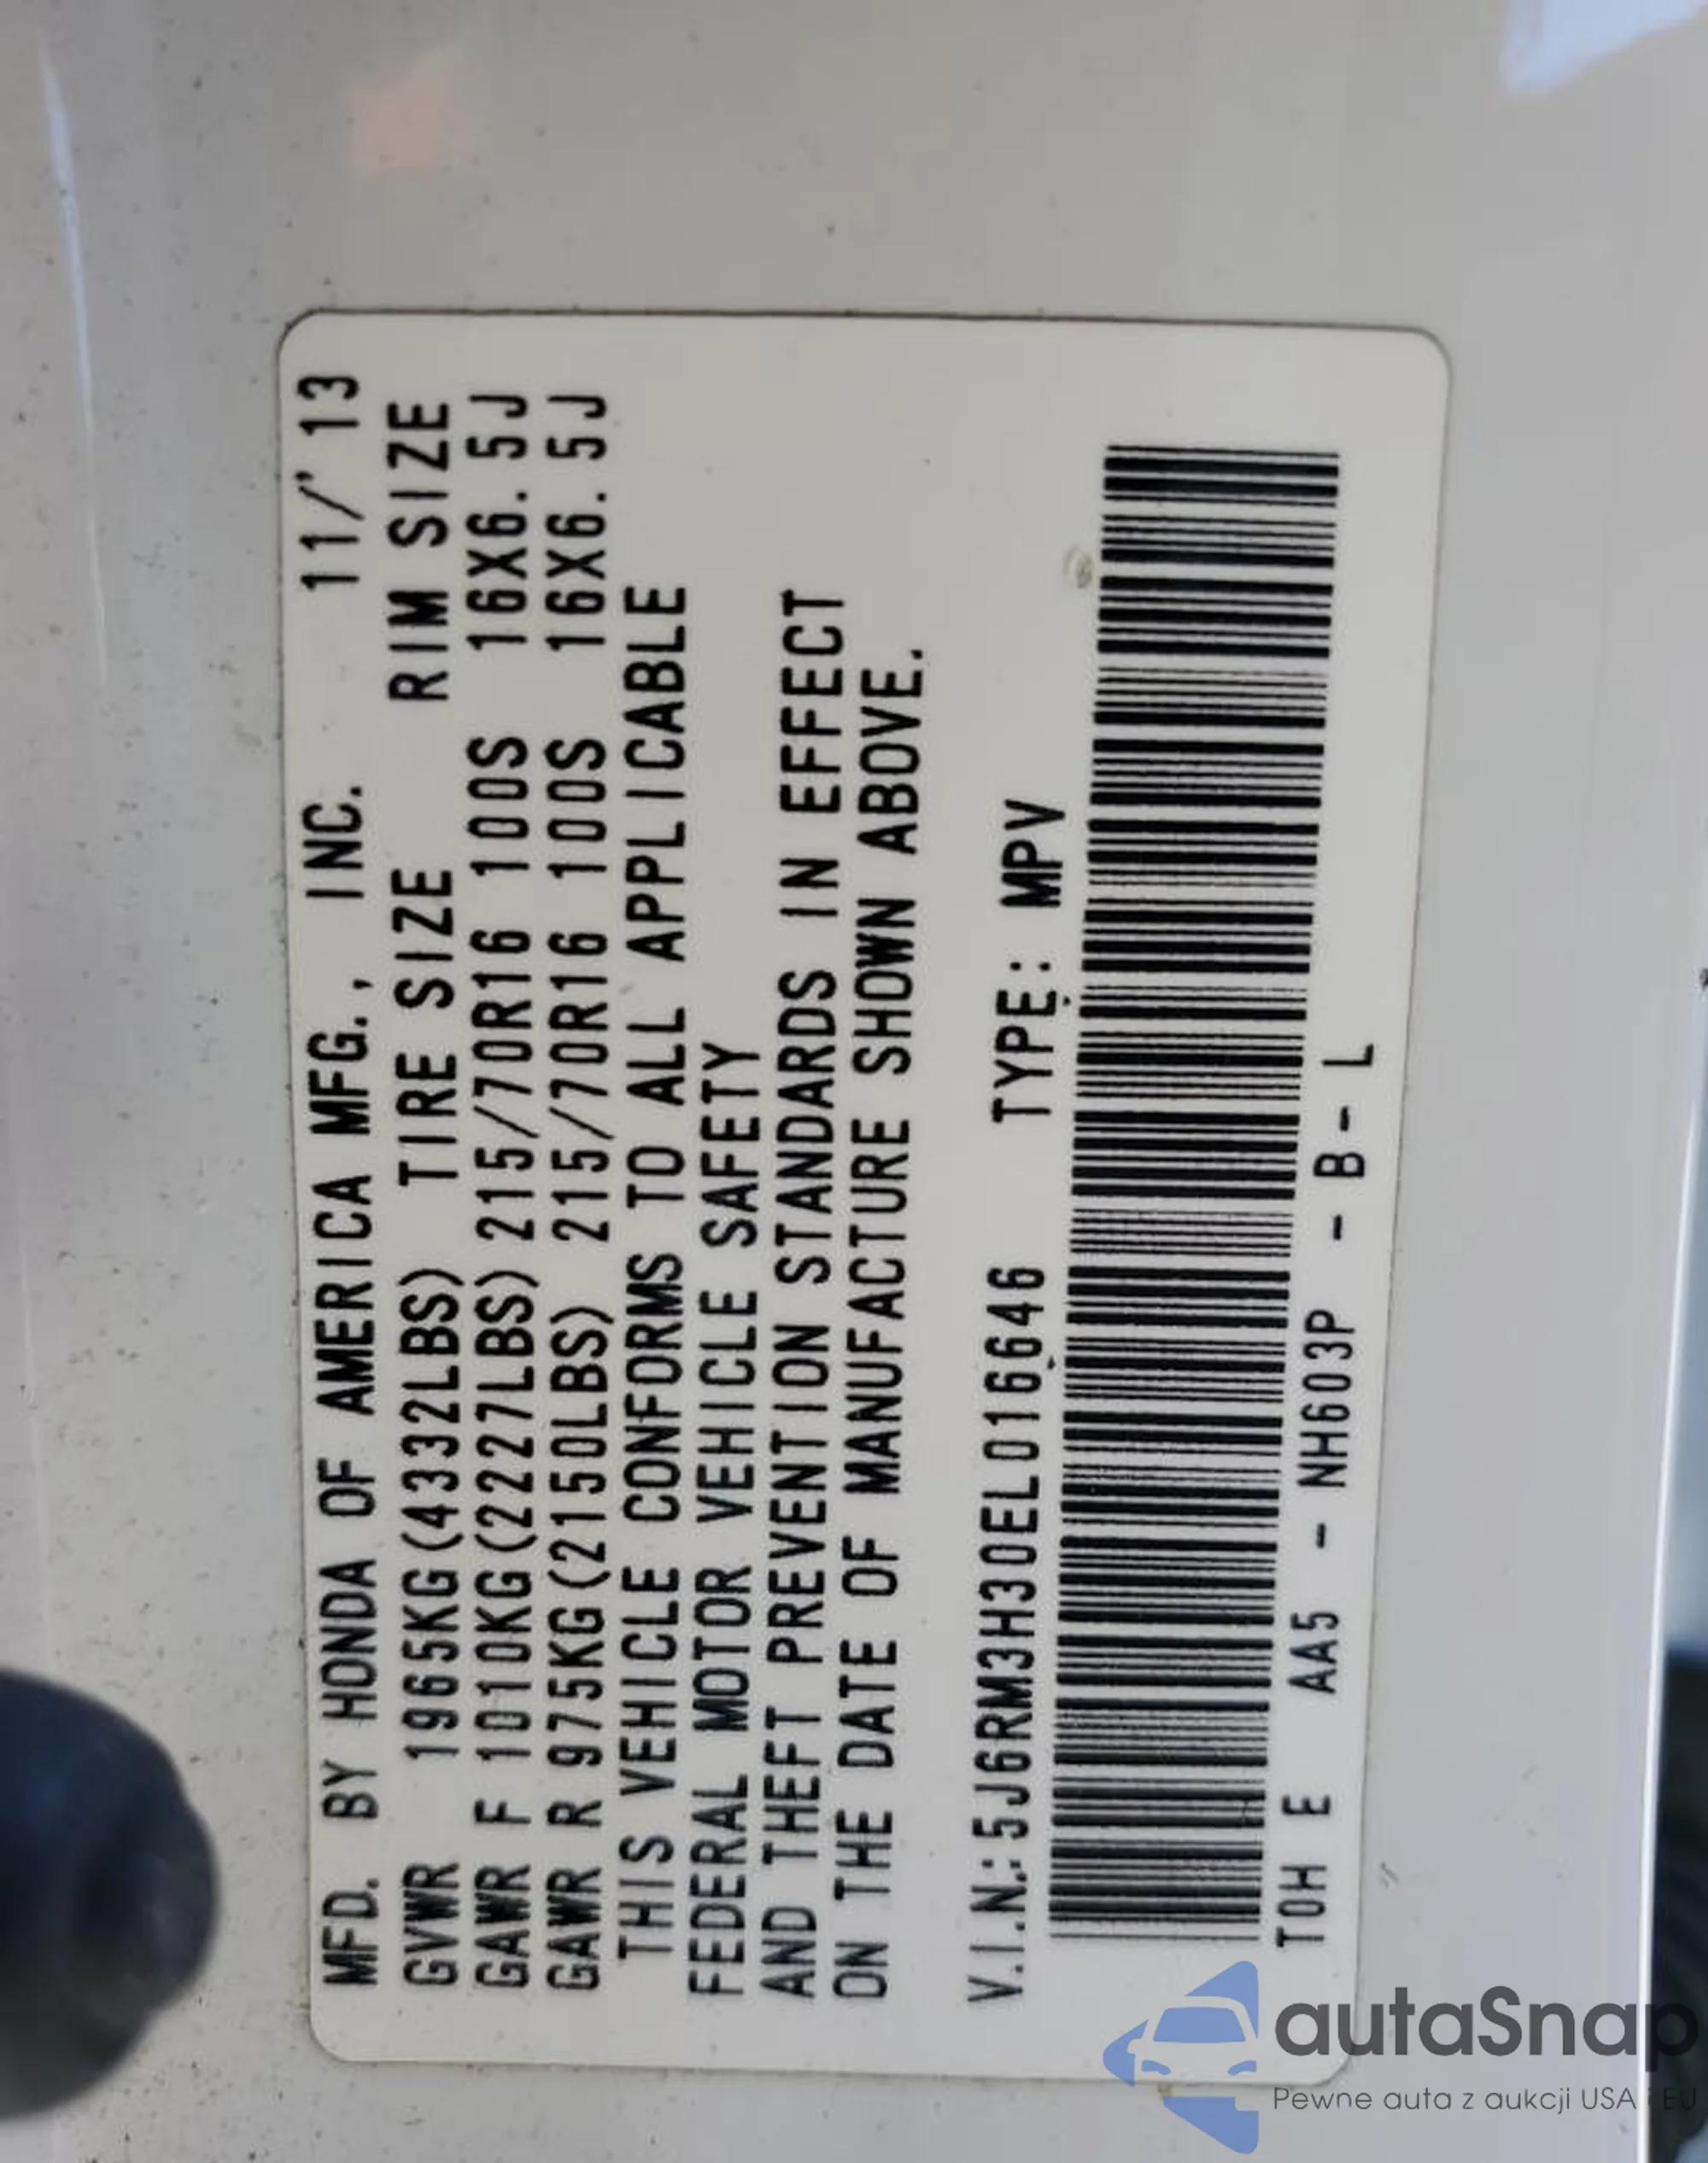 MFD. BY HONDA OF AMERICA MFG., INC. 11/'13
GVWR 1965KG(4332LBS) TIRE SIZE RIM SIZE
GAWR F 1010KG(2227LBS) 215/70R16 100S 16X6.5J
GAWR R 975KG(2150LBS) 215/70R16 100S 16X6.5J
THIS VEHICLE CONFORMS TO ALL APPLICABLE
FEDERAL MOTOR VEHICLE SAFETY
AND THEFT PREVENTION STANDARDS IN EFFECT
ON THE DATE OF MANUFACTURE SHOWN ABOVE.
V.I.N.:5J6RM3H30EL016646 TYPE: MPV
T0H E AA5 - NH603P - B - L
autaSnap
Pewne auta z aukcji USA i EU